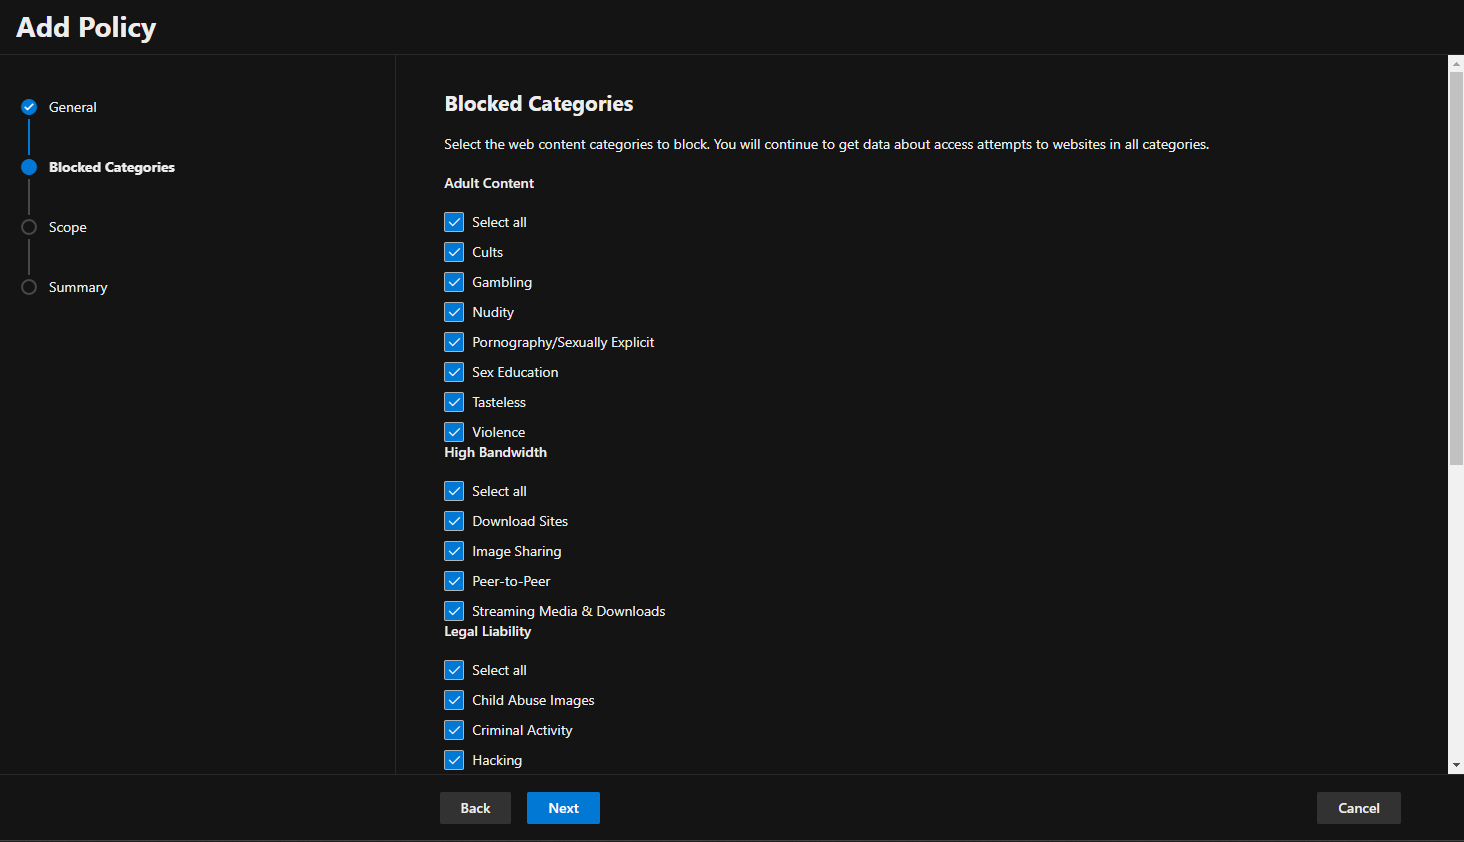 Add Policy
General
Blocked Categories
Scope
Summary
Blocked Categories
Select the web content categories to block. You will continue to get data about access attempts to websites in all categories.
Adult Content
Select all
Cults
Gambling
Nudity
Pornography/Sexually Explicit
Sex Education
Tasteless
Violence
High Bandwidth
Select all
Download Sites
Image Sharing
Peer-to-Peer
Streaming Media & Downloads
Legal Liability
Select all
Child Abuse Images
Criminal Activity
Hacking
Back
Next
Cancel